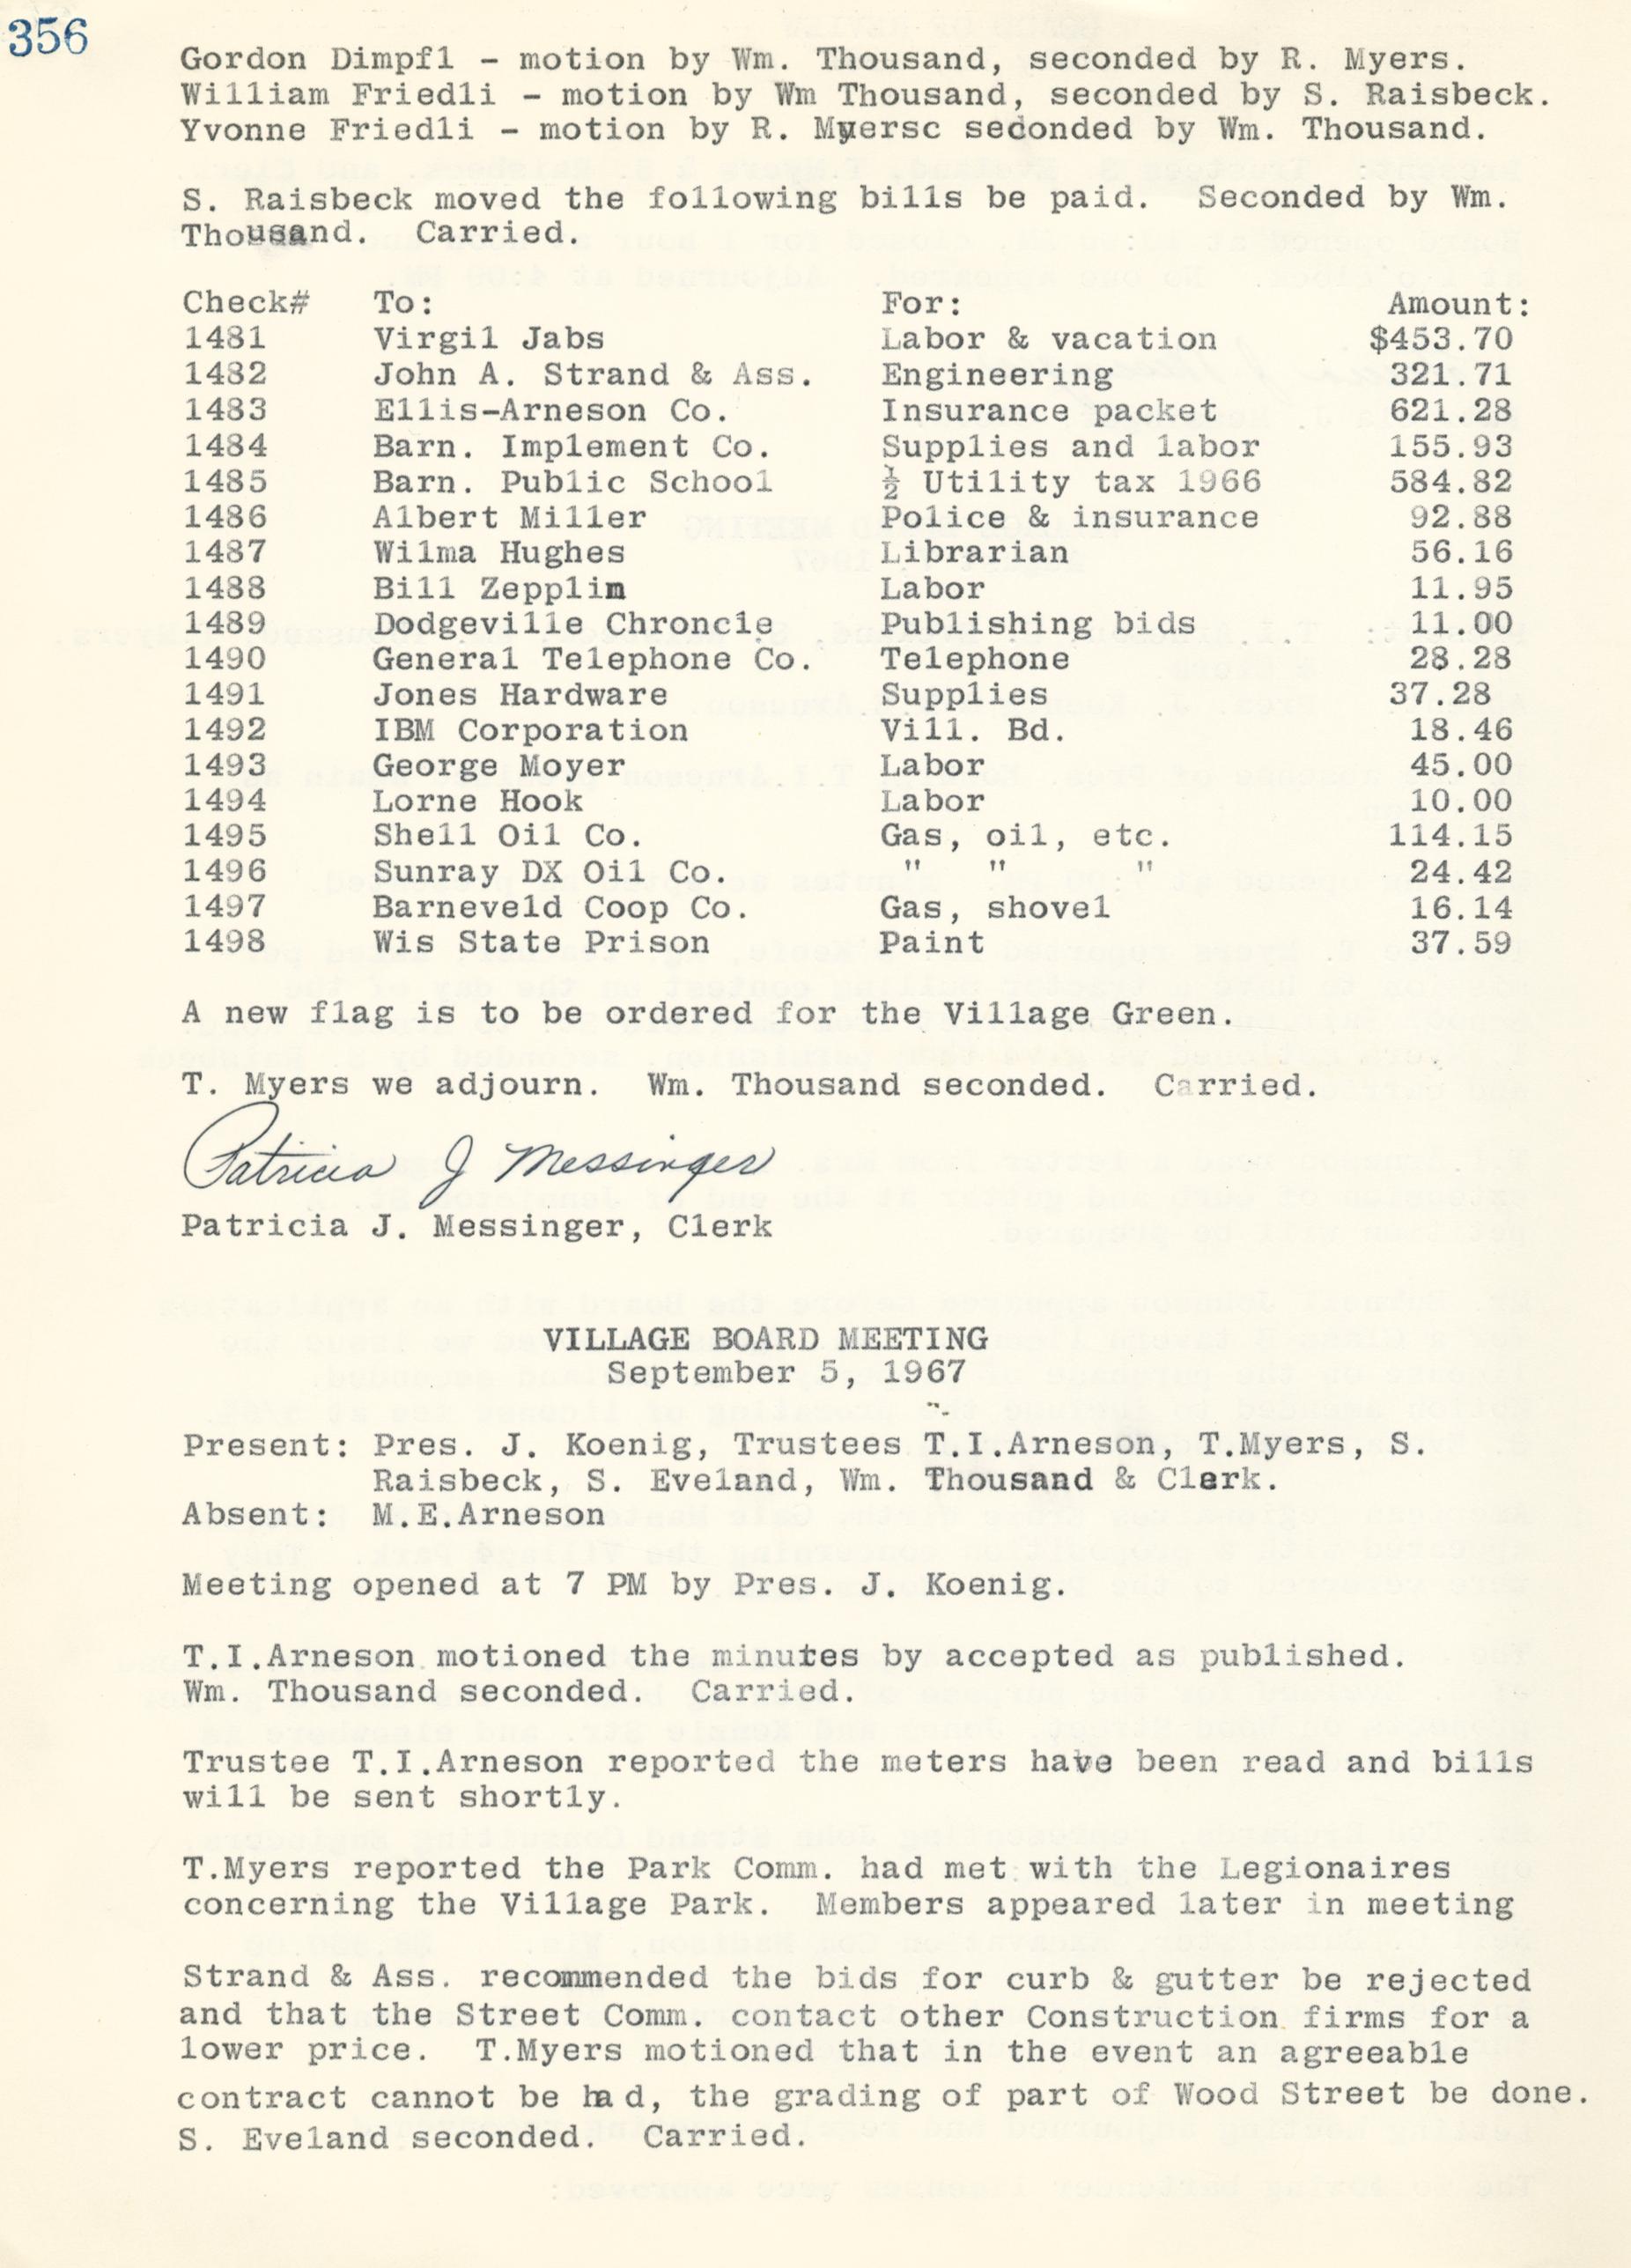 356
Gordon Dimpfl - motion by Wm. Thousand, seconded by R. Myers.
William Friedli - motion by Wm Thousand, seconded by S. Raisbeck.
Yvonne Friedli - motion by R. Myersc seconded by Wm. Thousand.
S. Raisbeck moved the following bills be paid. Seconded by Wm.
Thousand. Carried.
Check# To: For: Amount:
1481 Virgil Jabs Labor & vacation $453.70
1482 John A. Strand & Ass. Engineering 321.71
1483 Ellis-Arneson Co. Insurance packet 621.28
1484 Barn. Implement Co. Supplies and labor 155.93
1485 Barn. Public School ½ Utility tax 1966 584.82
1486 Albert Miller Police & insurance 92.88
1487 Wilma Hughes Librarian 56.16
1488 Bill Zepplin Labor 11.95
1489 Dodgeville Chroncle Publishing bids 11.00
1490 General Telephone Co. Telephone 28.28
1491 Jones Hardware Supplies 37.28
1492 IBM Corporation Vill. Bd. 18.46
1493 George Moyer Labor 45.00
1494 Lorne Hook Labor 10.00
1495 Shell Oil Co. Gas, oil, etc. 114.15
1496 Sunray DX Oil Co. " " " 24.42
1497 Barneveld Coop Co. Gas, shovel 16.14
1498 Wis State Prison Paint 37.59
A new flag is to be ordered for the Village Green.
T. Myers we adjourn. Wm. Thousand seconded. Carried.
Patricia J Messinger
Patricia J. Messinger, Clerk
VILLAGE BOARD MEETING
September 5, 1967
Present: Pres. J. Koenig, Trustees T.I.Arneson, T.Myers, S.
Raisbeck, S. Eveland, Wm. Thousand & Clerk.
Absent: M.E.Arneson
Meeting opened at 7 PM by Pres. J. Koenig.
T.I.Arneson motioned the minutes by accepted as published.
Wm. Thousand seconded. Carried.
Trustee T.I.Arneson reported the meters have been read and bills
will be sent shortly.
T.Myers reported the Park Comm. had met with the Legionaires
concerning the Village Park. Members appeared later in meeting
Strand & Ass. recommended the bids for curb & gutter be rejected
and that the Street Comm. contact other Construction firms for a
lower price. T.Myers motioned that in the event an agreeable
contract cannot be had, the grading of part of Wood Street be done.
S. Eveland seconded. Carried.